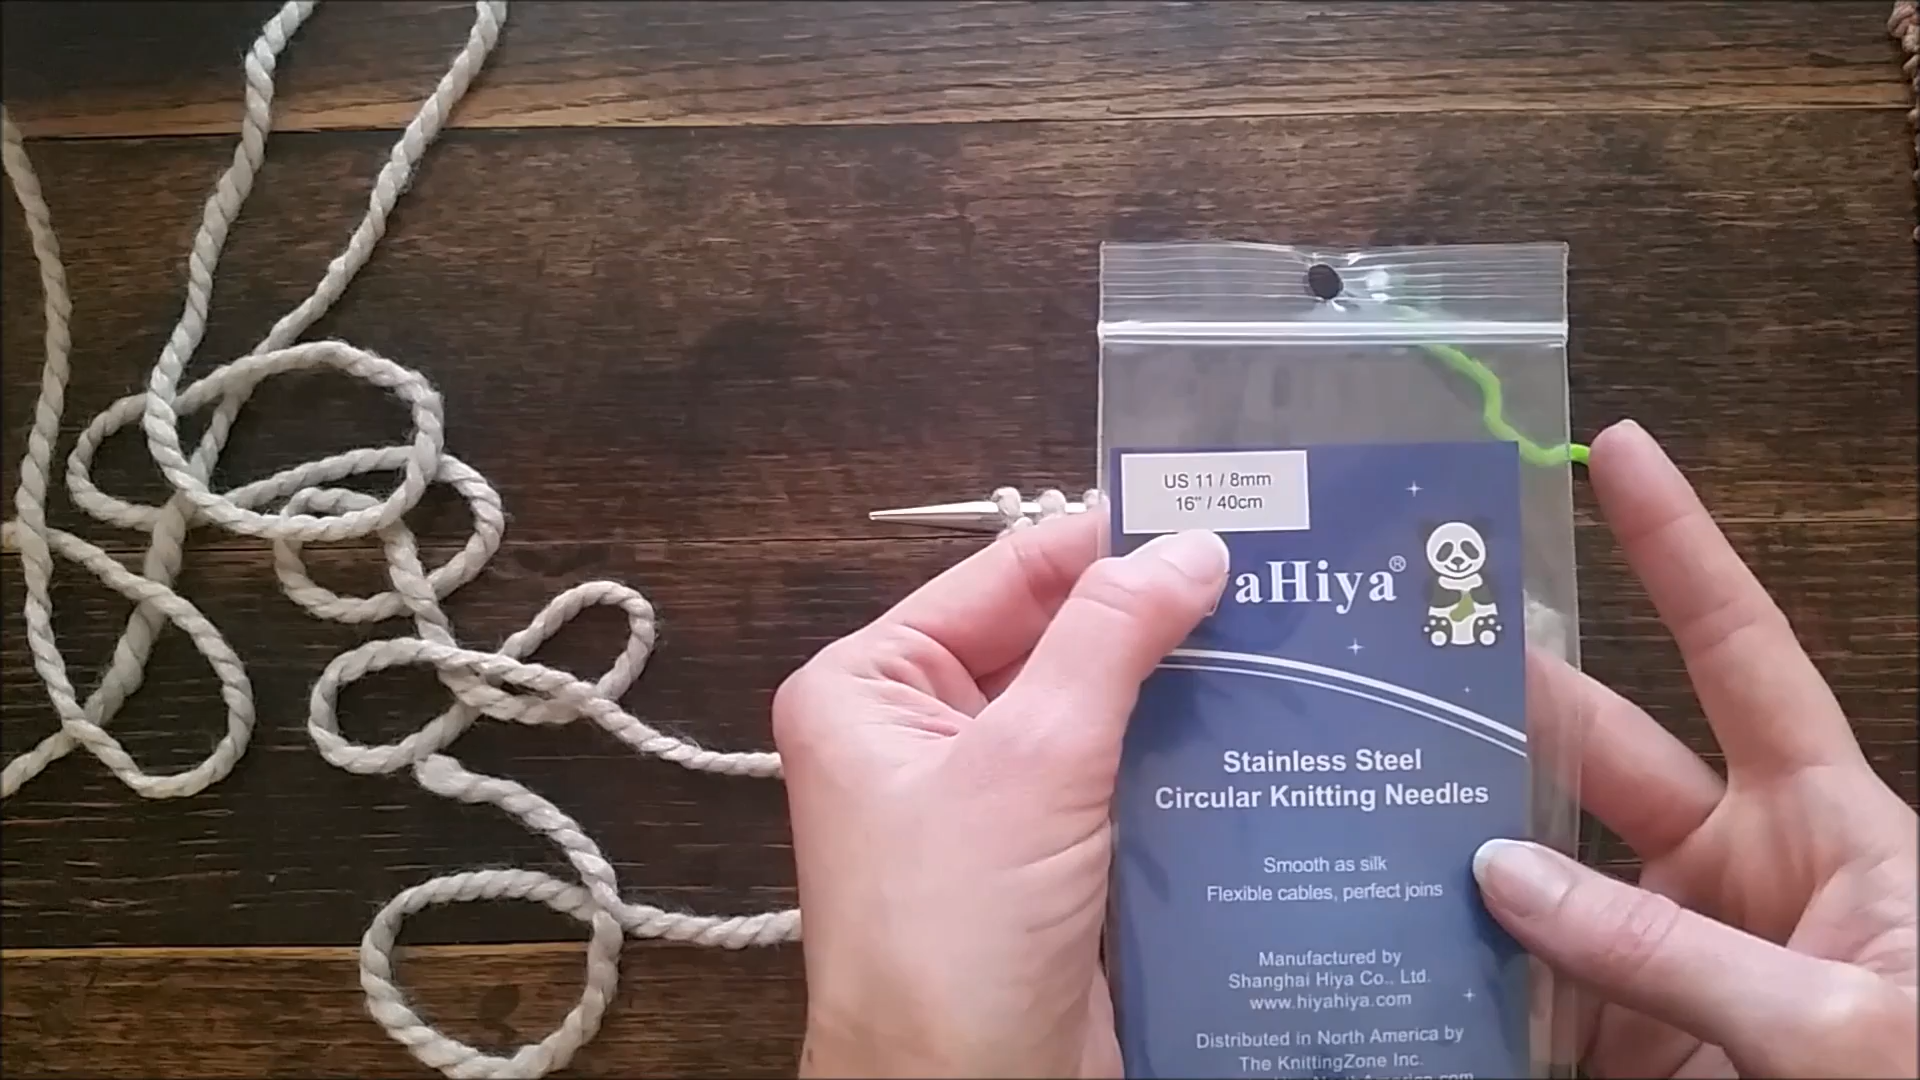 US 11 / 8mm
16" / 40cm
aHiya®
Stainless Steel
Circular Knitting Needles
Smooth as silk
Flexible cables, perfect joins
Manufactured by
Shanghai Hiya Co., Ltd.
www.hiyahiya.com
Distributed in North America by
The KnittingZone Inc.